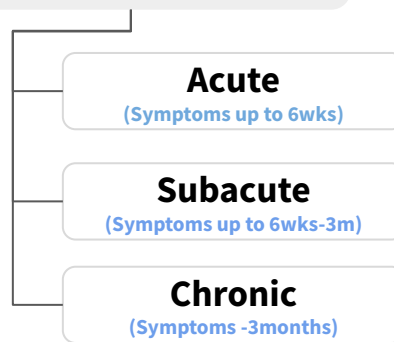 Acute
(Symptoms up to 6wks)
Subacute
(Symptoms up to 6wks-3m)
Chronic
(Symptoms -3months)